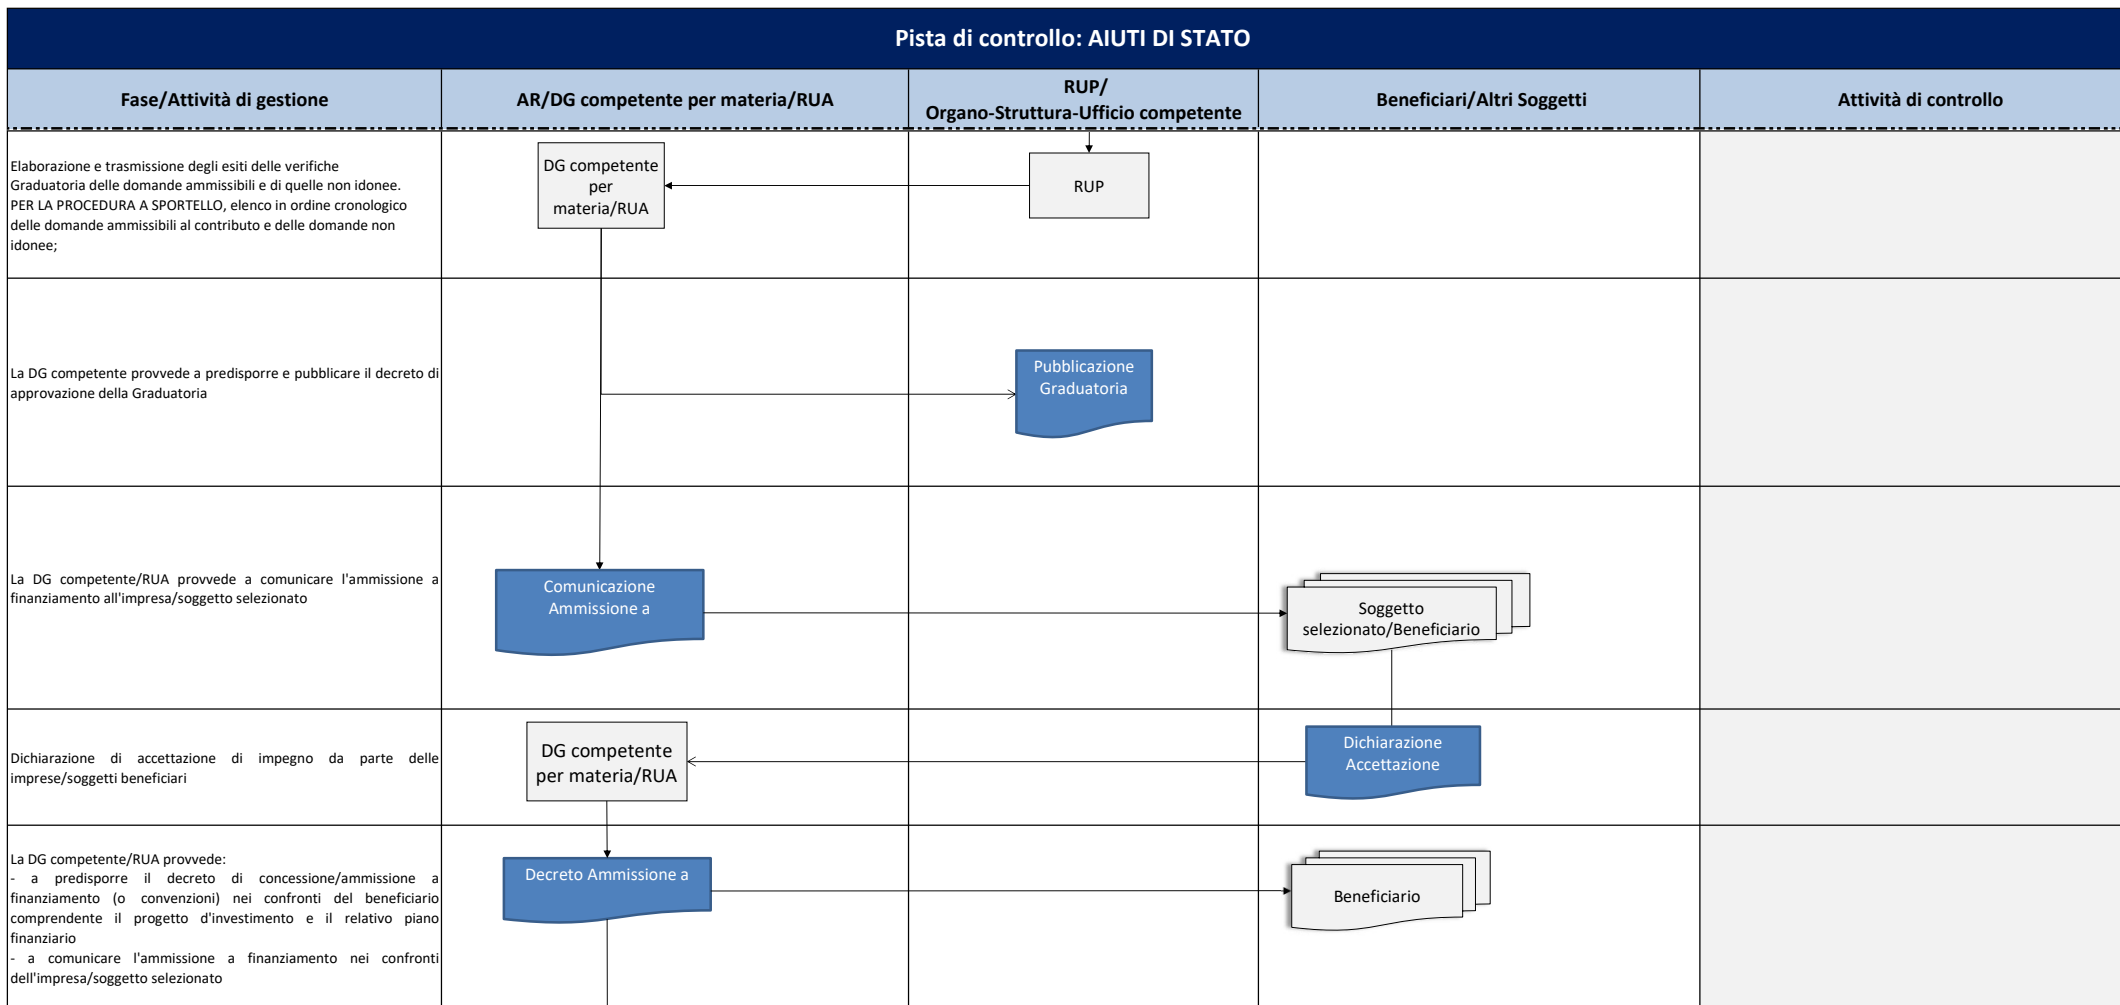 Pista di controllo: AIUTI DI STATO
Fase/Attività di gestione
AR/DG competente per materia/RUA
RUP/
Organo-Struttura-Ufficio competente
Beneficiari/Altri Soggetti
Attività di controllo
Elaborazione e trasmissione degli esiti delle verifiche
Graduatoria delle domande ammissibili e di quelle non idonee.
PER LA PROCEDURA A SPORTELLO, elenco in ordine cronologico
delle domande ammissibili al contributo e delle domande non
idonee;
DG competente
per
materia/RUA
RUP
La DG competente provvede a predisporre e pubblicare il decreto di
approvazione della Graduatoria
Pubblicazione
Graduatoria
La DG competente/RUA provvede a comunicare l'ammissione a
finanziamento all'impresa/soggetto selezionato
Comunicazione
Ammissione a
Soggetto
selezionato/Beneficiario
Dichiarazione di accettazione di impegno da parte delle
imprese/soggetti beneficiari
DG competente
per materia/RUA
Dichiarazione
Accettazione
La DG competente/RUA provvede:
- a predisporre il decreto di concessione/ammissione a
finanziamento (o convenzioni) nei confronti del beneficiario
comprendente il progetto d'investimento e il relativo piano
finanziario
- a comunicare l'ammissione a finanziamento nei confronti
dell'impresa/soggetto selezionato
Decreto Ammissione a
Beneficiario